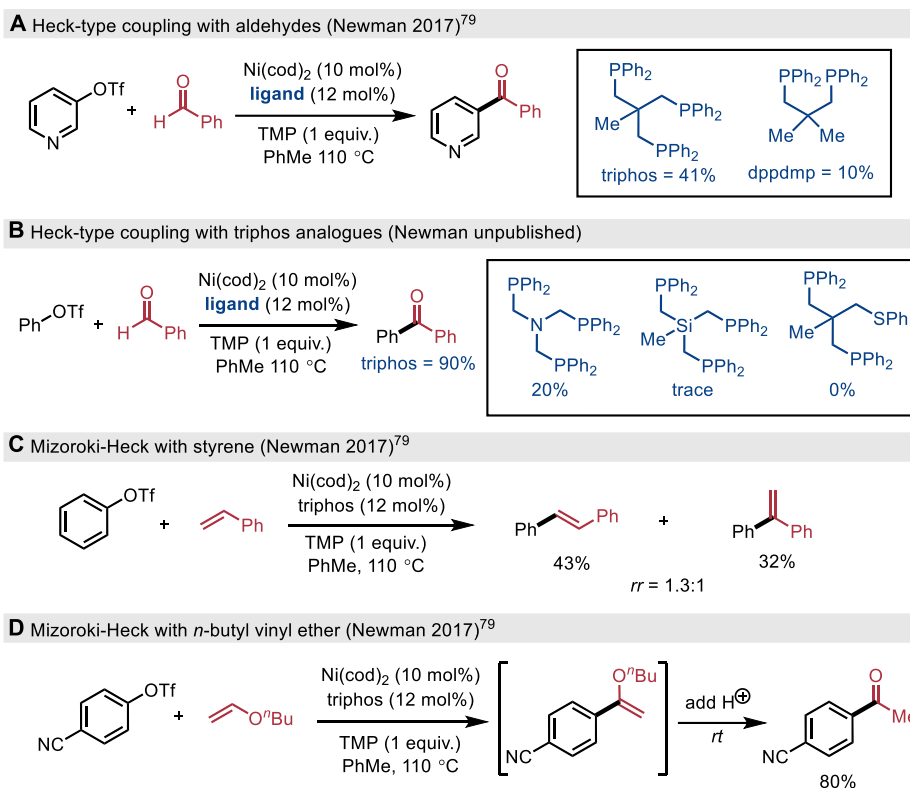 A Heck-type coupling with aldehydes (Newman 2017)79
OTf
N
+
O
H
Ph
Ni(cod)2 (10 mol%)
ligand (12 mol%)
TMP (1 equiv.)
PhMe 110 °C
O
Ph
N
PPh2
PPh2
Me
PPh2
triphos = 41%
PPh2 PPh2
Me Me
dppdmp = 10%
B Heck-type coupling with triphos analogues (Newman unpublished)
Ph OTf
+
O
H
Ph
Ni(cod)2 (10 mol%)
ligand (12 mol%)
TMP (1 equiv.)
PhMe 110 °C
O
Ph Ph
triphos = 90%
PPh2
N
PPh2
PPh2
20%
PPh2
Si
Me
PPh2
PPh2
trace
PPh2
SPh
Me
PPh2
0%
C Mizoroki-Heck with styrene (Newman 2017)79
OTf
+
Ph
Ni(cod)2 (10 mol%)
triphos (12 mol%)
TMP (1 equiv.)
PhMe, 110 °C
Ph
Ph
43%
+
Ph Ph
32%
rr = 1.3:1
D Mizoroki-Heck with n-butyl vinyl ether (Newman 2017)79
OTf
NC
+
OnBu
Ni(cod)2 (10 mol%)
triphos (12 mol%)
TMP (1 equiv.)
PhMe, 110 °C
OnBu
NC
add H+
rt
O
Me
NC
80%